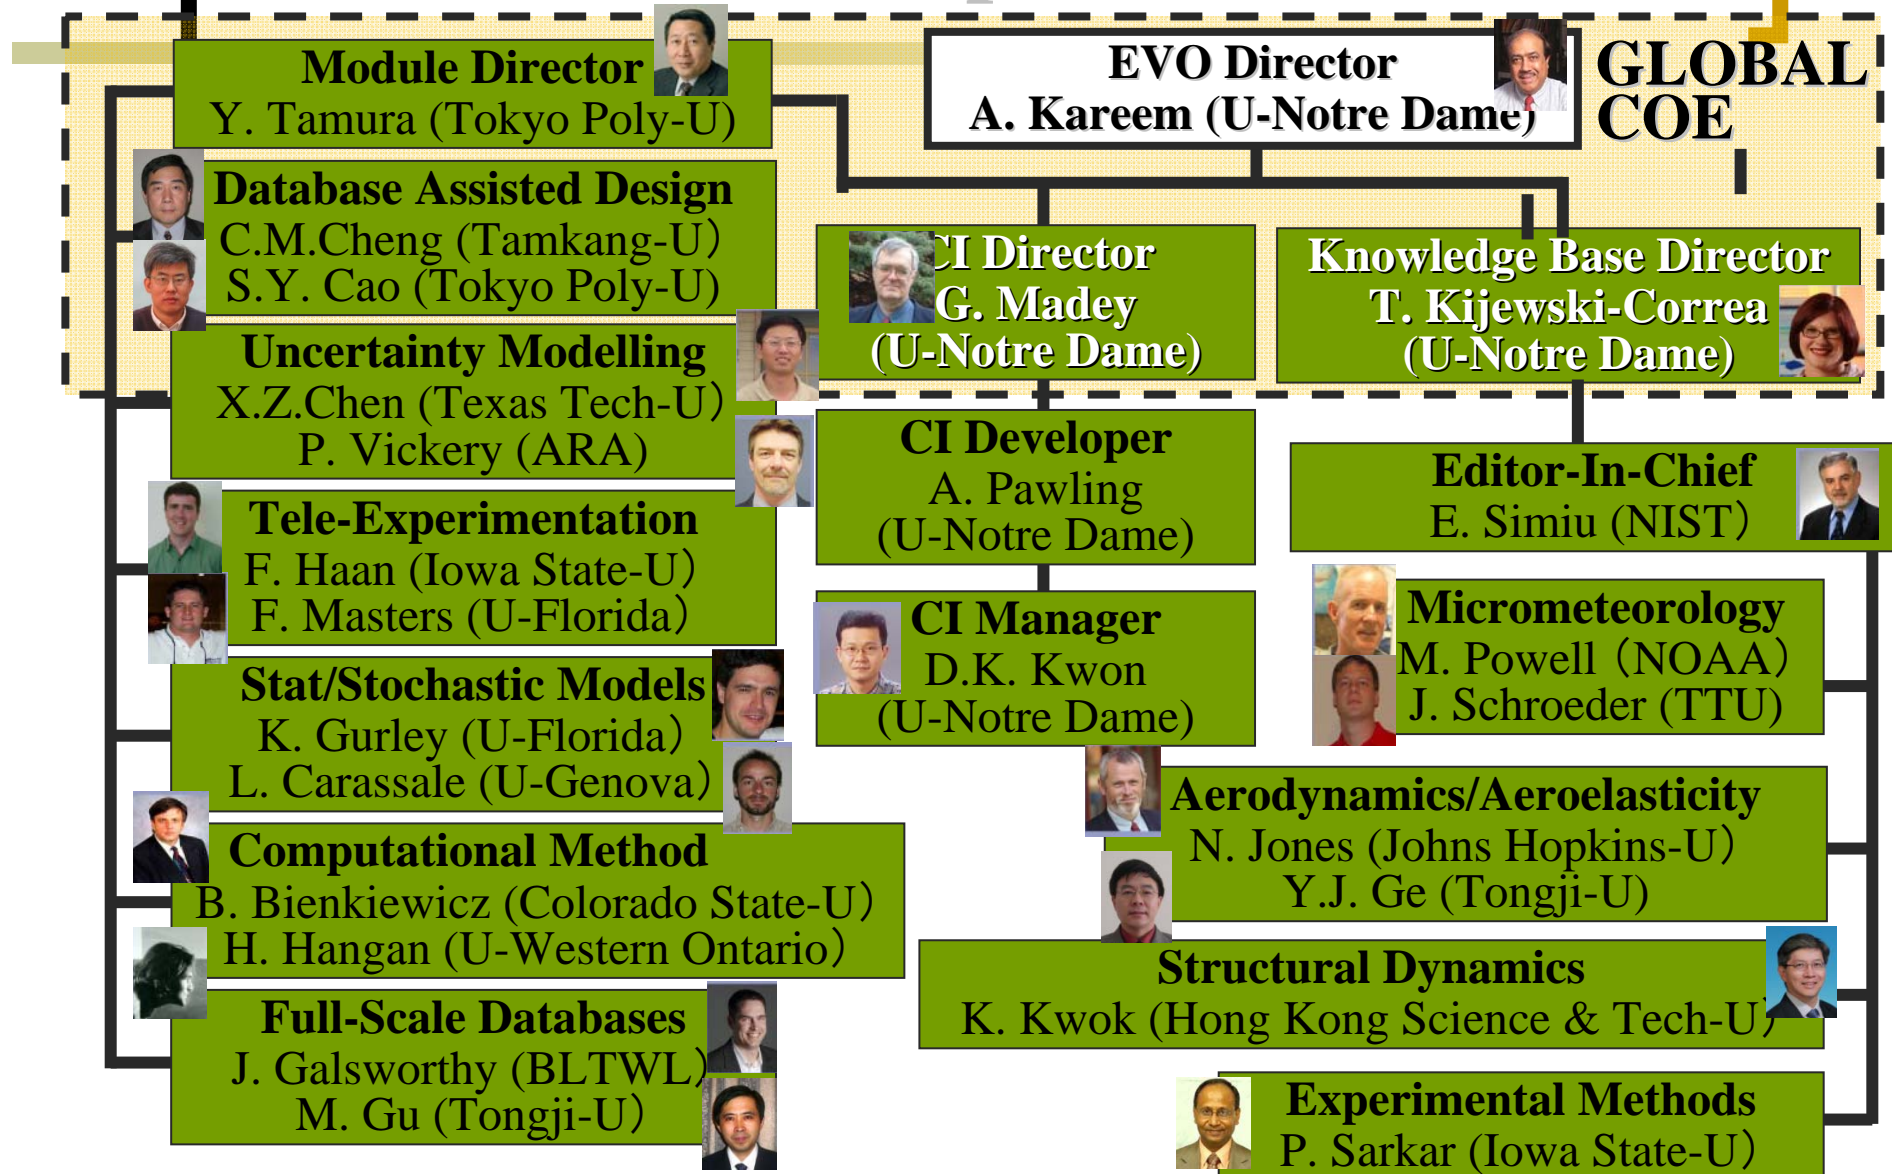 Module Director
Y. Tamura (Tokyo Poly-U)
EVO Director
A. Kareem (U-Notre Dame)
GLOBAL
COE
Database Assisted Design
C.M.Cheng (Tamkang-U）
S.Y. Cao (Tokyo Poly-U)
CI Director
G. Madey
(U-Notre Dame)
Knowledge Base Director
T. Kijewski-Correa
(U-Notre Dame)
Uncertainty Modelling
X.Z.Chen (Texas Tech-U）
P. Vickery (ARA)
CI Developer
A. Pawling
(U-Notre Dame)
Editor-In-Chief
E. Simiu (NIST）
Tele-Experimentation
F. Haan (Iowa State-U）
F. Masters (U-Florida）
CI Manager
D.K. Kwon
(U-Notre Dame)
Micrometeorology
M. Powell（NOAA）
J. Schroeder (TTU)
Stat/Stochastic Models
K. Gurley (U-Florida）
L. Carassale (U-Genova）
Aerodynamics/Aeroelasticity
N. Jones (Johns Hopkins-U）
Y.J. Ge (Tongji-U)
Computational Method
B. Bienkiewicz (Colorado State-U）
H. Hangan (U-Western Ontario）
Structural Dynamics
K. Kwok (Hong Kong Science & Tech-U）
Full-Scale Databases
J. Galsworthy (BLTWL）
M. Gu (Tongji-U）
Experimental Methods
P. Sarkar (Iowa State-U）